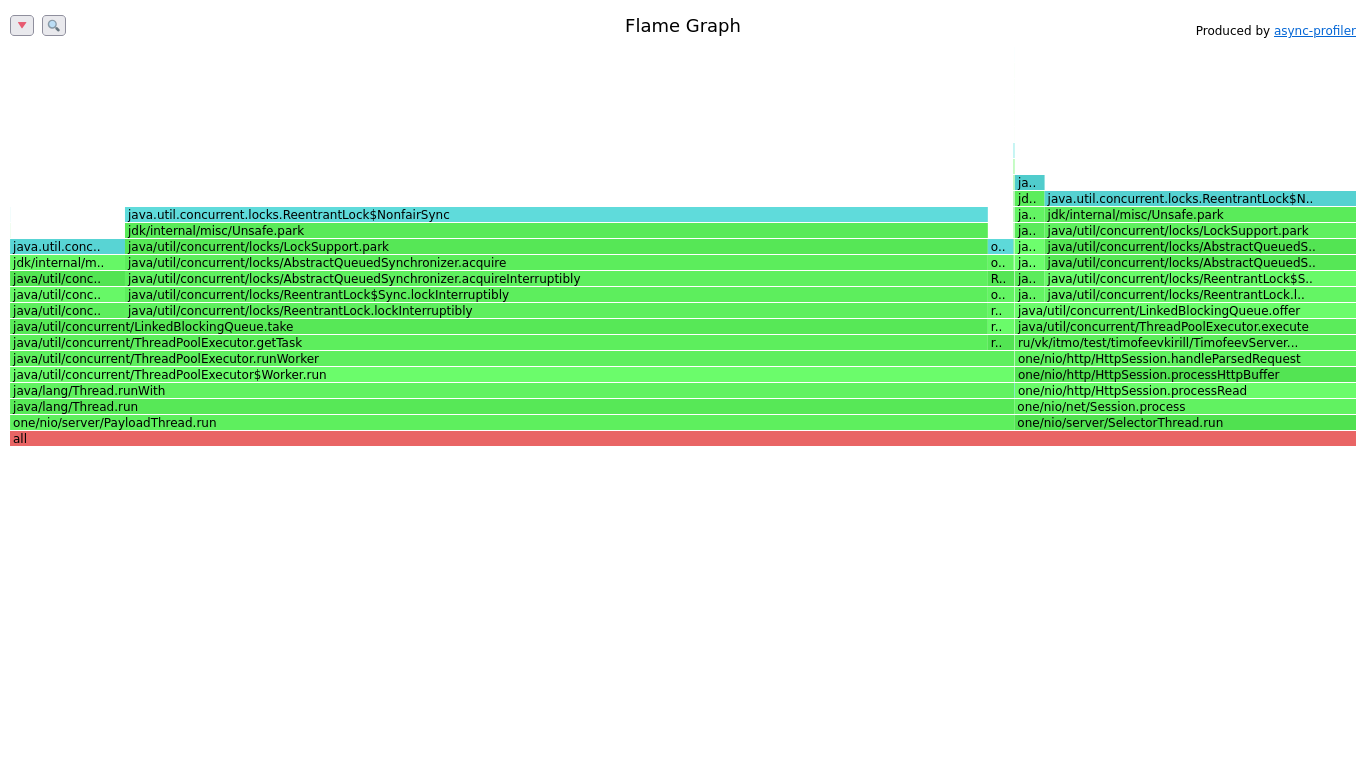 Flame Graph
Produced by async-profiler
ja..
jd.. java.util.concurrent.locks.ReentrantLock$N..
java.util.concurrent.locks.ReentrantLock$NonfairSync ja.. jdk/internal/misc/Unsafe.park
jdk/internal/misc/Unsafe.park ja.. java/util/concurrent/locks/LockSupport.park
java.util.conc.. java/util/concurrent/locks/LockSupport.park o.. ja.. java/util/concurrent/locks/AbstractQueuedS..
jdk/internal/m.. java/util/concurrent/locks/AbstractQueuedSynchronizer.acquire o.. ja.. java/util/concurrent/locks/AbstractQueuedS..
java/util/conc.. java/util/concurrent/locks/AbstractQueuedSynchronizer.acquireInterruptibly R.. ja.. java/util/concurrent/locks/ReentrantLock$S..
java/util/conc.. java/util/concurrent/locks/ReentrantLock$Sync.lockInterruptibly o.. ja.. java/util/concurrent/locks/ReentrantLock.l..
java/util/conc.. java/util/concurrent/locks/ReentrantLock.lockInterruptibly r.. java/util/concurrent/LinkedBlockingQueue.offer
java/util/concurrent/LinkedBlockingQueue.take r.. java/util/concurrent/ThreadPoolExecutor.execute
java/util/concurrent/ThreadPoolExecutor.getTask r.. ru/vk/itmo/test/timofeevkirill/TimofeevServer...
java/util/concurrent/ThreadPoolExecutor.runWorker one/nio/http/HttpSession.handleParsedRequest
java/util/concurrent/ThreadPoolExecutor$Worker.run one/nio/http/HttpSession.processHttpBuffer
java/lang/Thread.runWith one/nio/http/HttpSession.processRead
java/lang/Thread.run one/nio/net/Session.process
one/nio/server/PayloadThread.run one/nio/server/SelectorThread.run
all